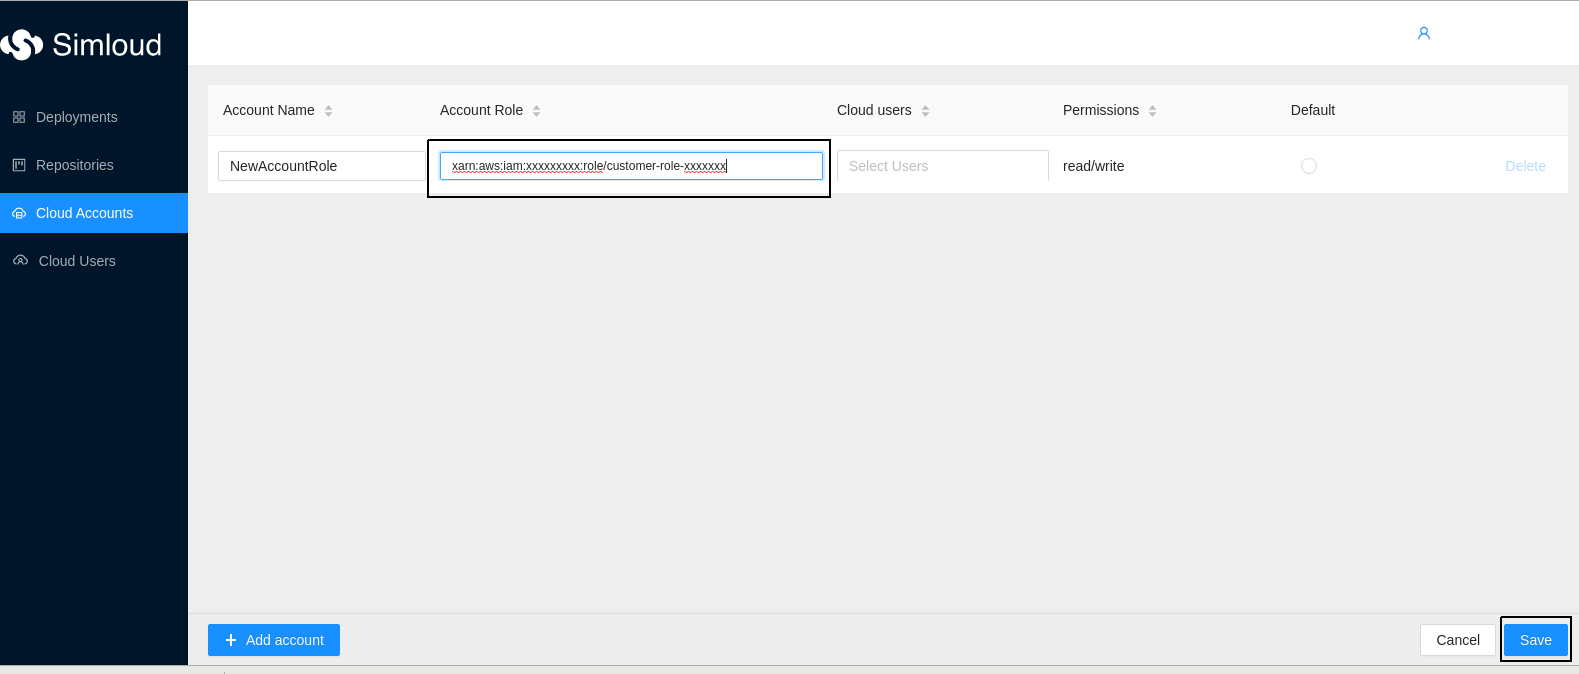 Simloud
Deployments
Repositories
Cloud Accounts
Cloud Users
Account Name Account Role Cloud users Permissions Default
NewAccountRole xarn:aws:iam:xxxxxxxxx:role/customer-role-xxxxxxx Select Users read/write Delete
Add account Cancel Save